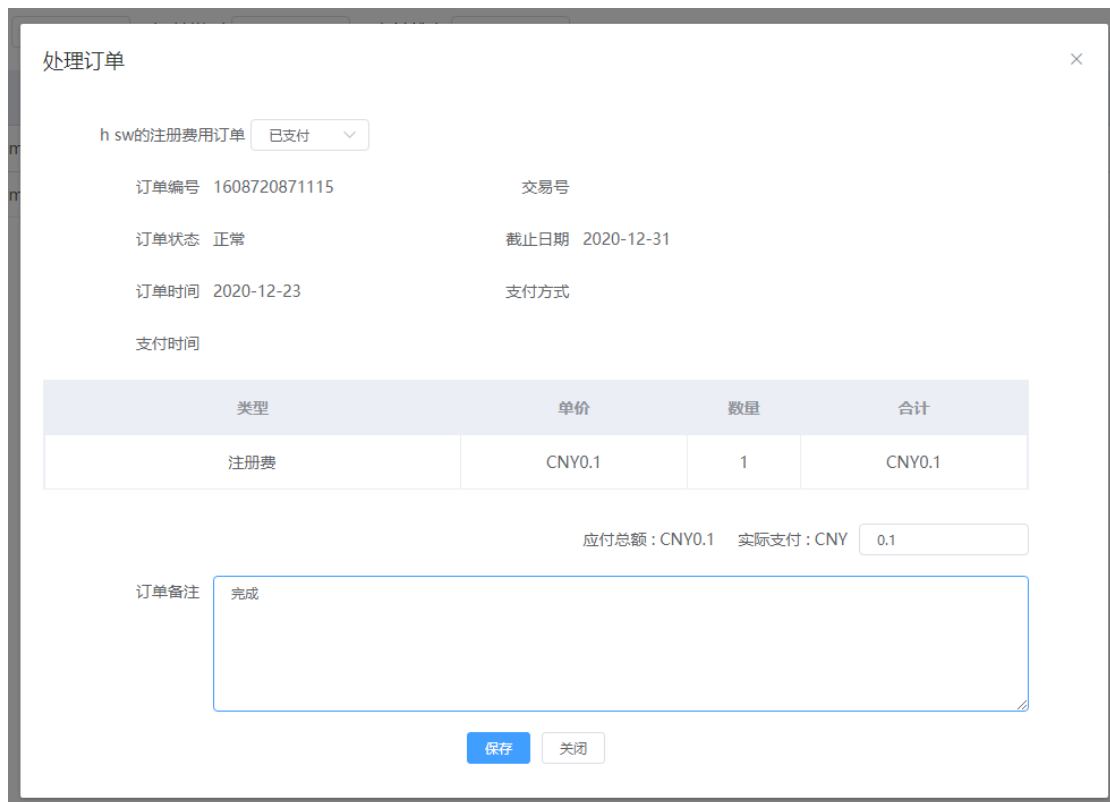 处理订单
h sw的注册费用订单 已支付
订单编号 1608720871115 交易号
订单状态 正常 截止日期 2020-12-31
订单时间 2020-12-23 支付方式
支付时间
类型 单价 数量 合计
注册费 CNY0.1 1 CNY0.1
应付总额 : CNY0.1 实际支付 : CNY 0.1
订单备注 完成
保存 关闭